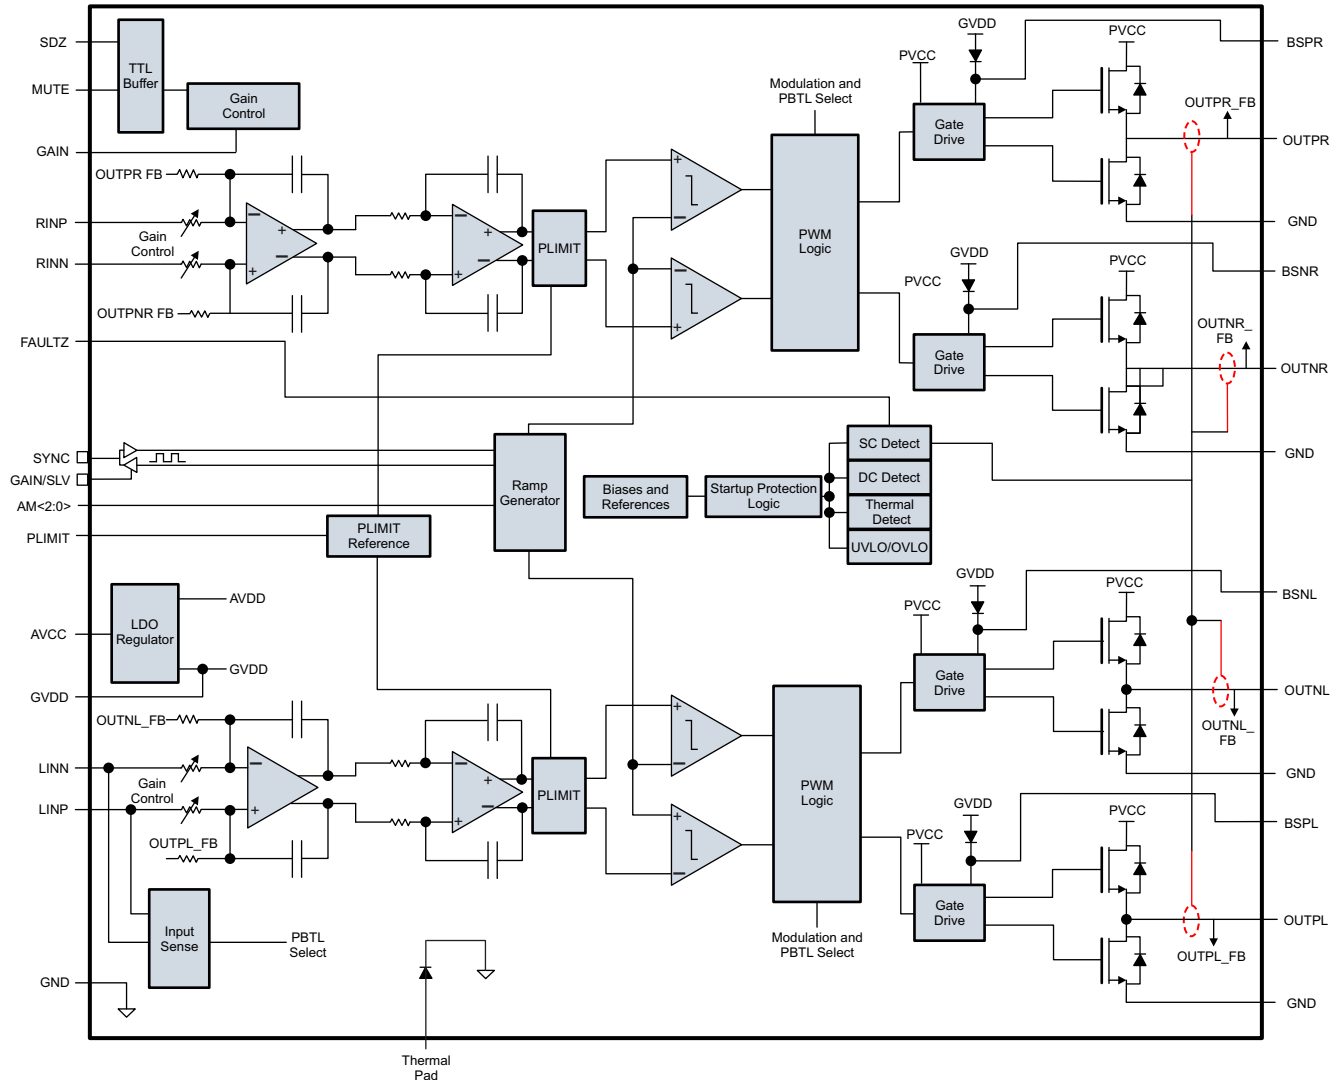 SDZ
MUTE
GAIN
TTL
Buffer
Gain
Control
OUTPR FB
RINP
Gain
Control
RINN
OUTPNR FB
FAULTZ
PLIMIT
Modulation and
PBTL Select
PWM
Logic
GVDD
PVCC
Gate
Drive
PVCC
BSPR
OUTPR_FB
OUTPR
GND
GVDD
PVCC
Gate
Drive
PVCC
BSNR
OUTNR_
FB
OUTNR
GND
SYNC
GAIN/SLV
AM<2:0>
PLIMIT
PLIMIT
Reference
Ramp
Generator
Biases and
References
Startup Protection
Logic
SC Detect
DC Detect
Thermal
Detect
UVLO/OVLO
AVCC
LDO
Regulator
AVDD
GVDD
GVDD
OUTNL_FB
LINN
Gain
Control
LINP
OUTPL_FB
Input
Sense
PBTL
Select
GND
Thermal
Pad
PLIMIT
PWM
Logic
Modulation and
PBTL Select
GVDD
PVCC
Gate
Drive
PVCC
BSNL
OUTNL
OUTNL_
FB
GND
GVDD
PVCC
Gate
Drive
PVCC
BSPL
OUTPL
OUTPL_FB
GND